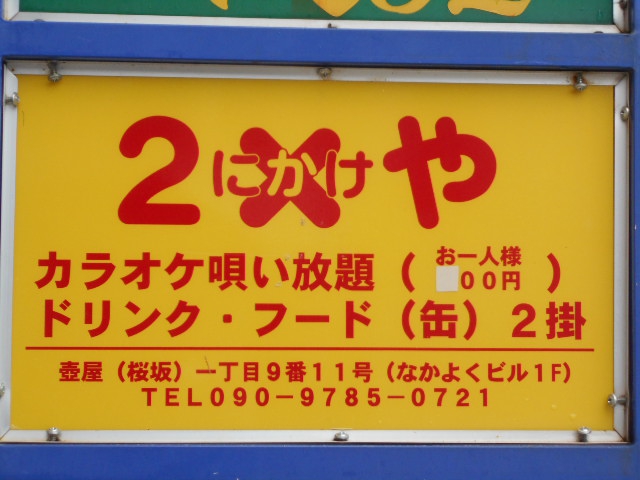 2にかけや
カラオケ唄い放題(お一人様 00円)
ドリンク・フード(缶)2掛
壺屋(桜坂)一丁目9番11号(なかよくビル1F)
TEL090-9785-0721